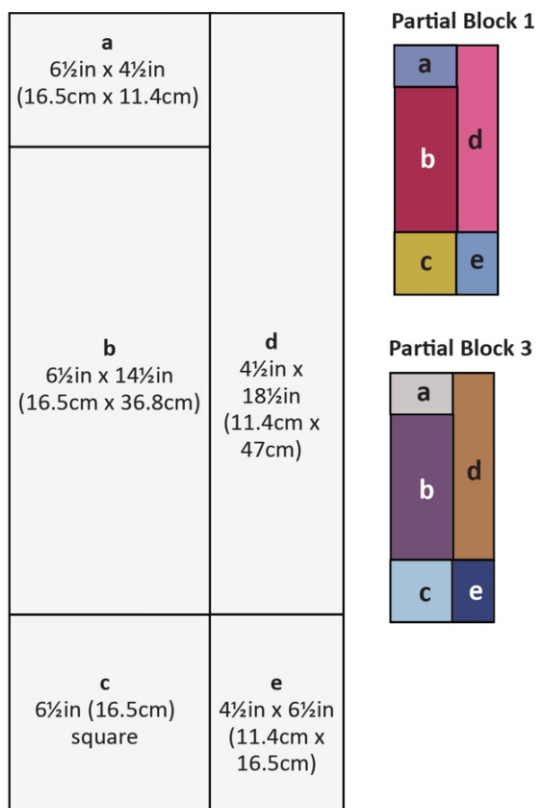 a
6½in x 4½in
(16.5cm x 11.4cm)
b
6½in x 14½in
(16.5cm x 36.8cm)
d
4½in x
18½in
(11.4cm x
47cm)
c
6½in (16.5cm)
square
e
4½in x 6½in
(11.4cm x
16.5cm)
Partial Block 1
a
b
d
c
e
Partial Block 3
a
b
d
c
e